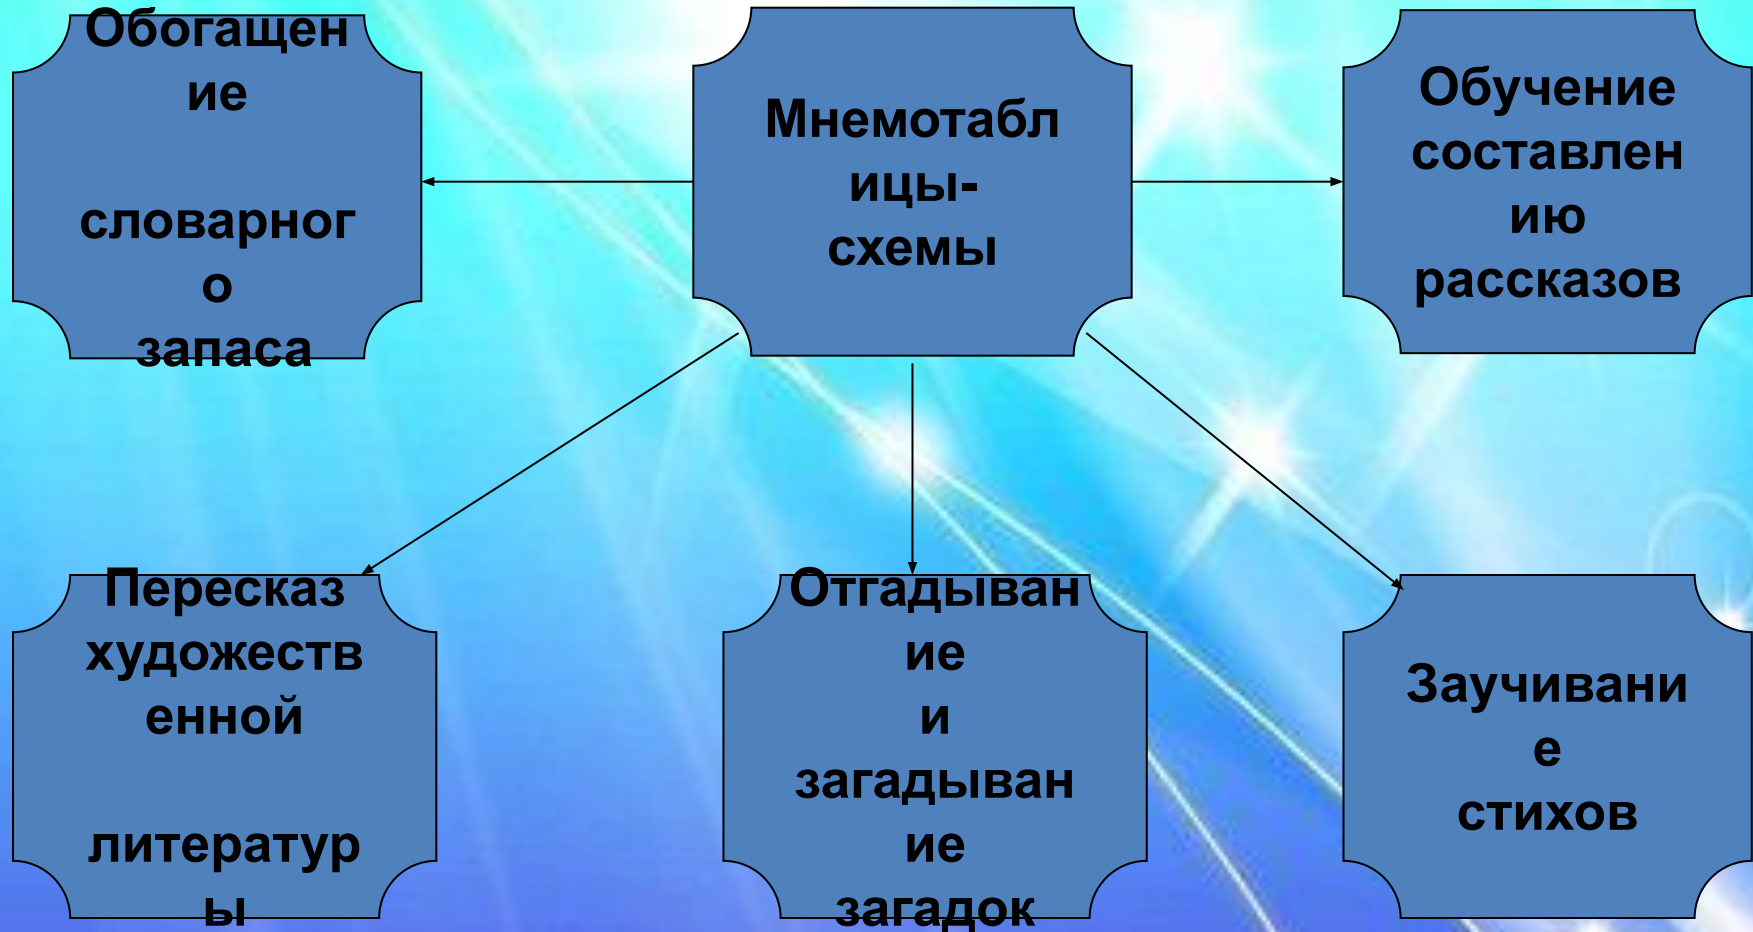 Обогащен
ие
словарног
о
запаса
Мнемотабл
ицы-
схемы
Обучение
составлен
ию
рассказов
Пересказ
художеств
енной
литератур
ы
Отгадыван
ие
и
загадыван
ие
загадок
Заучивани
е
стихов